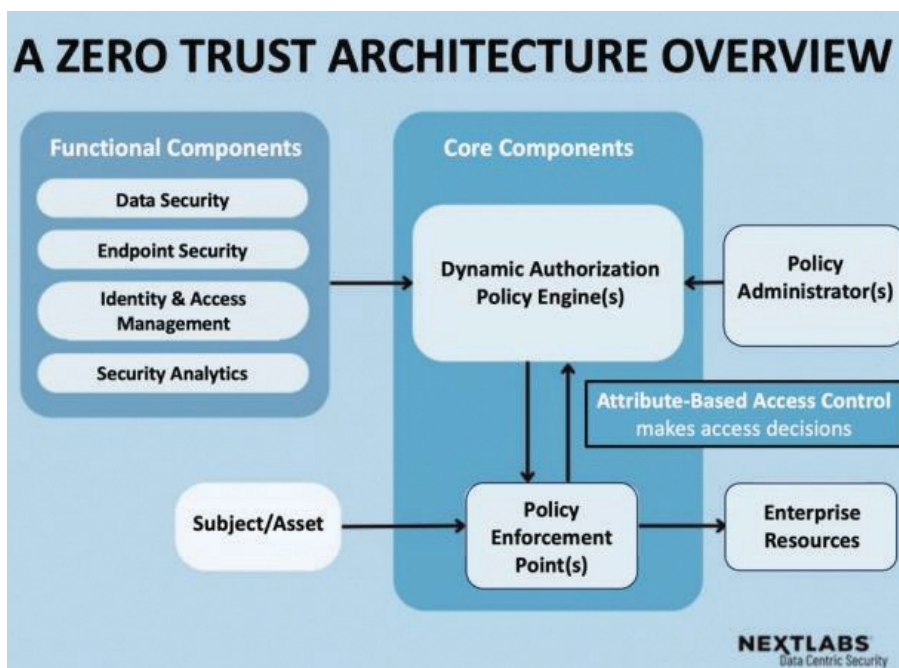 A ZERO TRUST ARCHITECTURE OVERVIEW
Functional Components
Data Security
Endpoint Security
Identity & Access
Management
Security Analytics
Core Components
Dynamic Authorization
Policy Engine(s)
Policy
Administrator(s)
Attribute-Based Access Control
makes access decisions
Subject/Asset
Policy
Enforcement
Point(s)
Enterprise
Resources
NEXTLABS
Data Centric Security